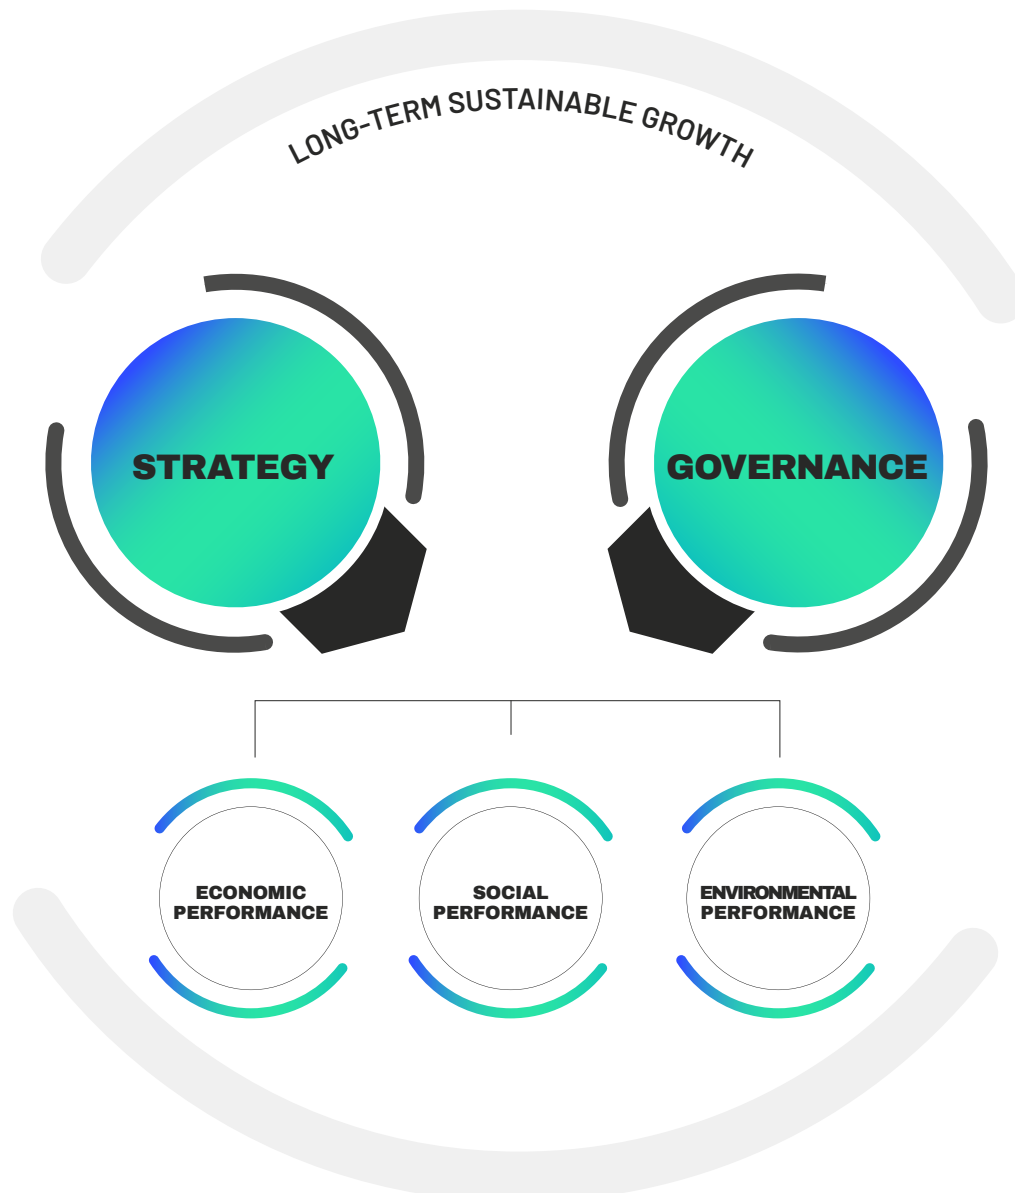 LONG-TERM SUSTAINABLE GROWTH
STRATEGY
GOVERNANCE
ECONOMIC
PERFORMANCE
SOCIAL
PERFORMANCE
ENVIRONMENTAL
PERFORMANCE